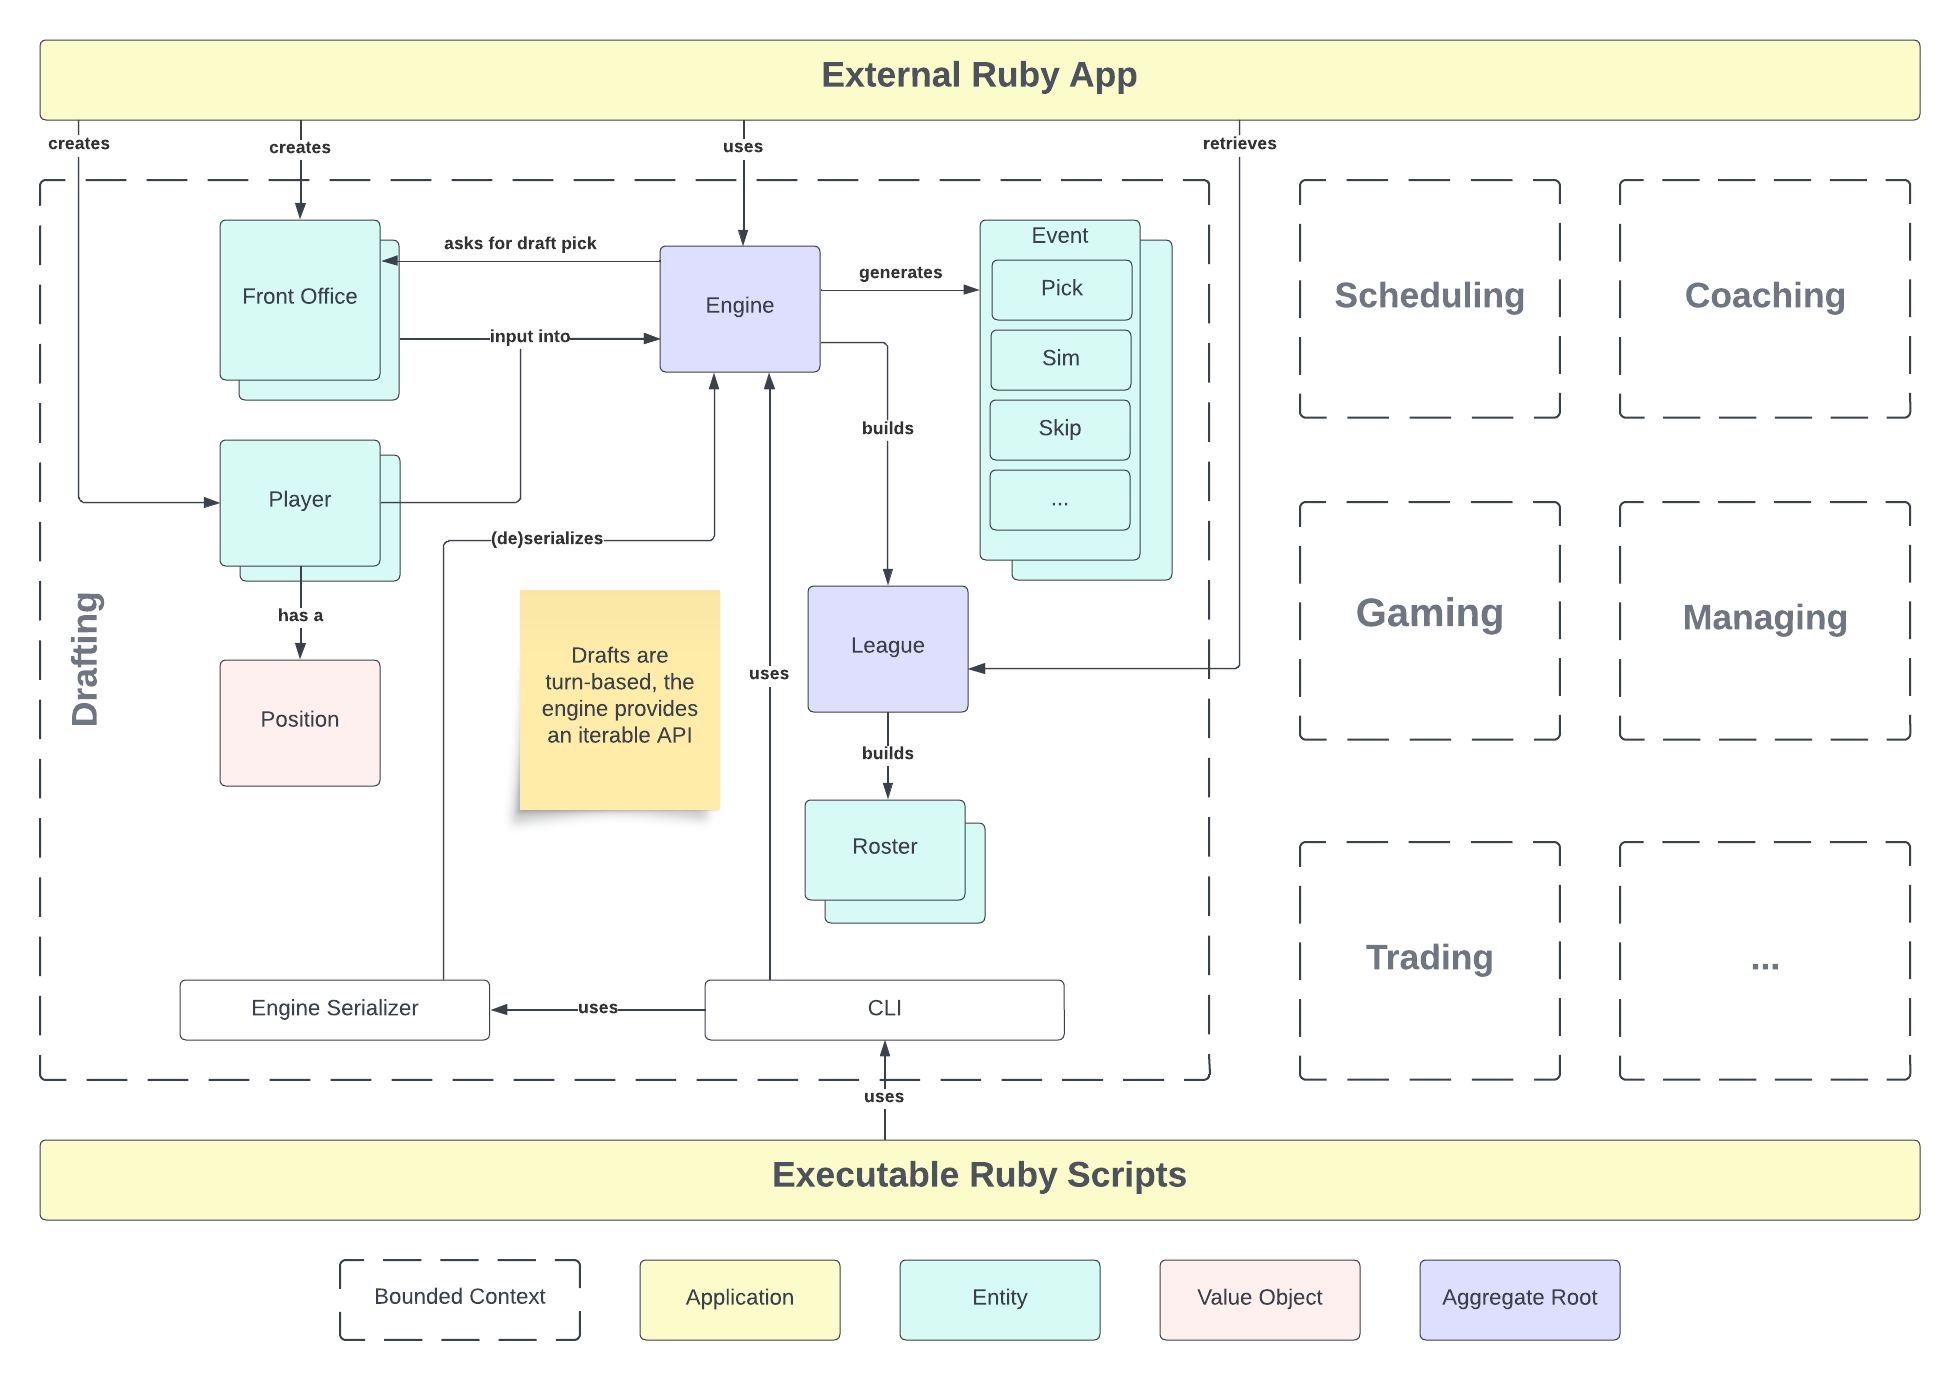 External Ruby App
creates
creates
uses
retrieves
Drafting
Front Office
asks for draft pick
input into
Engine
generates
Event
Pick
Sim
Skip
...
builds
Player
(de)serializes
has a
Position
Drafts are
turn-based, the
engine provides
an iterable API
uses
League
builds
Roster
Engine Serializer
uses
CLI
uses
Scheduling
Coaching
Gaming
Managing
Trading
...
Executable Ruby Scripts
Bounded Context
Application
Entity
Value Object
Aggregate Root